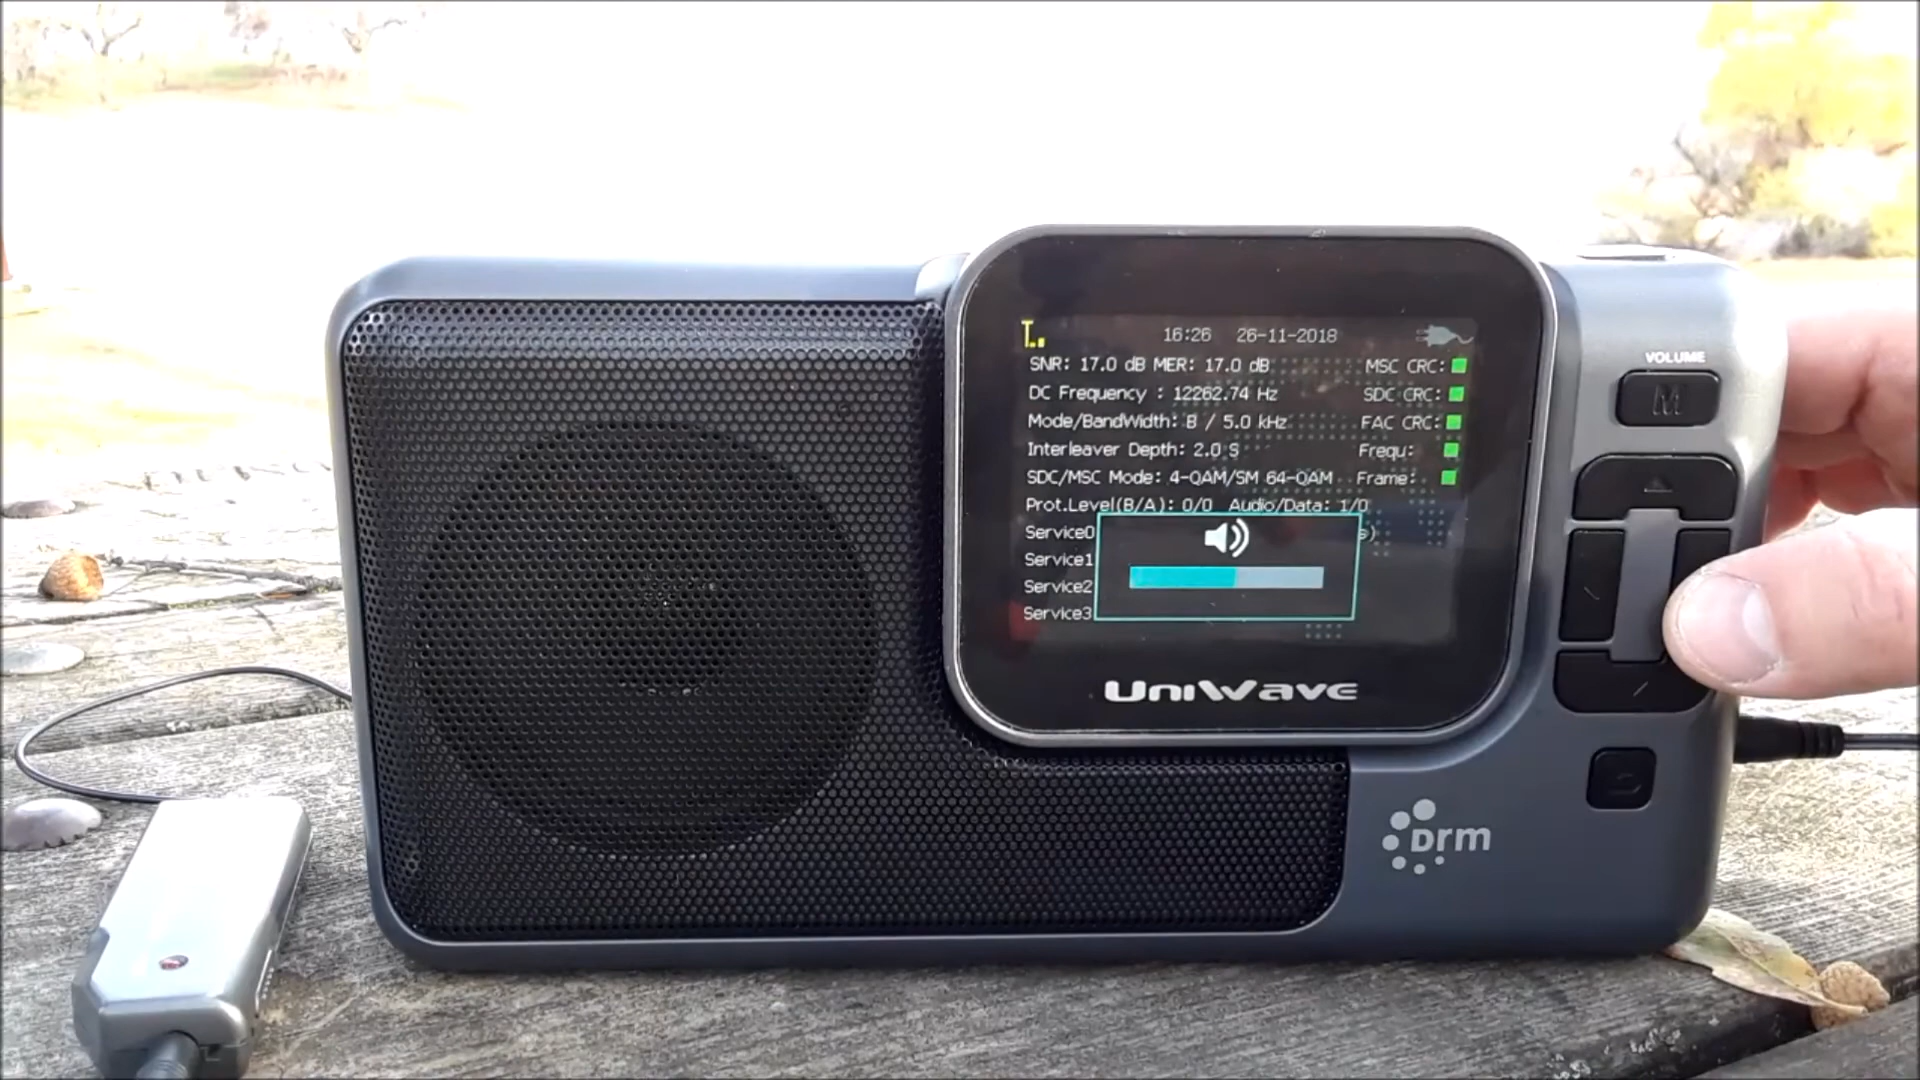 16:26 26-11-2018
SNR: 17.0 dB MER: 17.0 dB MSC CRC:
DC Frequency : 12262.74 Hz SDC CRC:
Mode/BandWidth: B / 5.0 kHz FAC CRC:
Interleaver Depth: 2.0 S Frequ:
SDC/MSC Mode: 4-QAM/SM 64-QAM Frame:
Prot.Level(B/A): 0/0 Audio/Data: 1/0
Service0 s)
Service1
Service2
Service3
UniWave
VOLUME
M
Drm